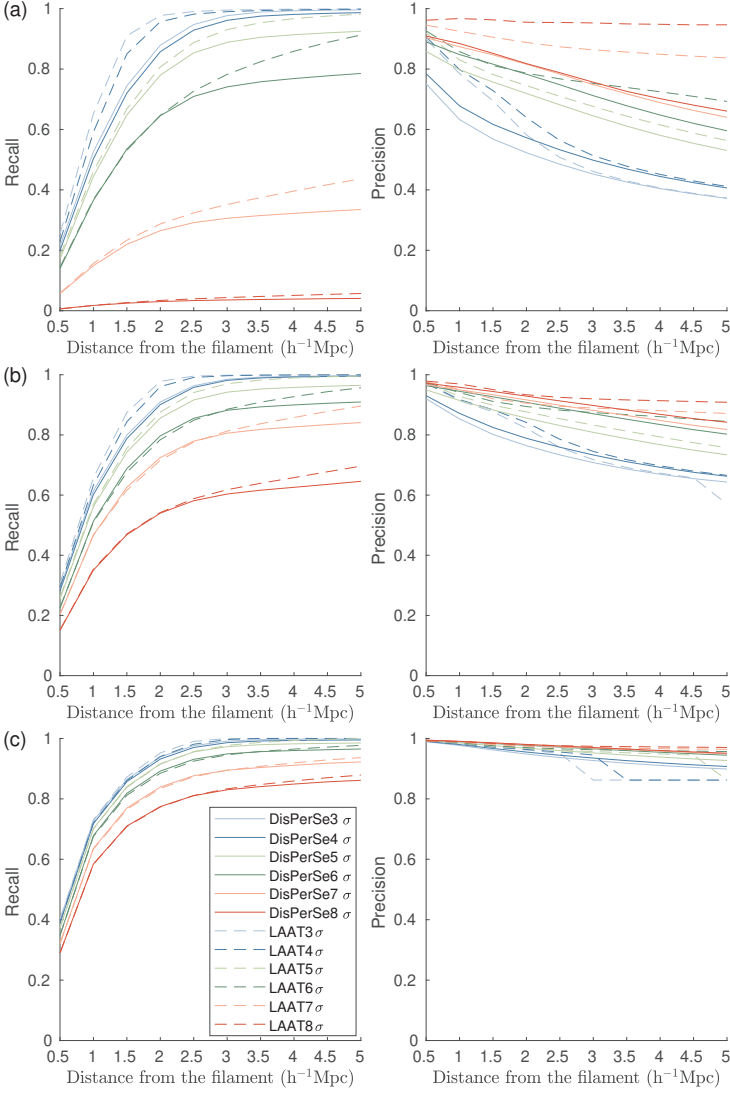 (a)
1
0.8
0.6
0.4
0.2
0
Recall
0.5 1 1.5 2 2.5 3 3.5 4 4.5 5
Distance from the filament (h⁻¹Mpc)
1
0.8
0.6
0.4
0.2
0
Precision
0.5 1 1.5 2 2.5 3 3.5 4 4.5 5
Distance from the filament (h⁻¹Mpc)
(b)
1
0.8
0.6
0.4
0.2
0
Recall
0.5 1 1.5 2 2.5 3 3.5 4 4.5 5
Distance from the filament (h⁻¹Mpc)
1
0.8
0.6
0.4
0.2
0
Precision
0.5 1 1.5 2 2.5 3 3.5 4 4.5 5
Distance from the filament (h⁻¹Mpc)
(c)
1
0.8
0.6
0.4
0.2
0
Recall
DisPerSe3 σ
DisPerSe4 σ
DisPerSe5 σ
DisPerSe6 σ
DisPerSe7 σ
DisPerSe8 σ
LAAT3 σ
LAAT4 σ
LAAT5 σ
LAAT6 σ
LAAT7 σ
LAAT8 σ
0.5 1 1.5 2 2.5 3 3.5 4 4.5 5
Distance from the filament (h⁻¹Mpc)
1
0.8
0.6
0.4
0.2
0
Precision
0.5 1 1.5 2 2.5 3 3.5 4 4.5 5
Distance from the filament (h⁻¹Mpc)